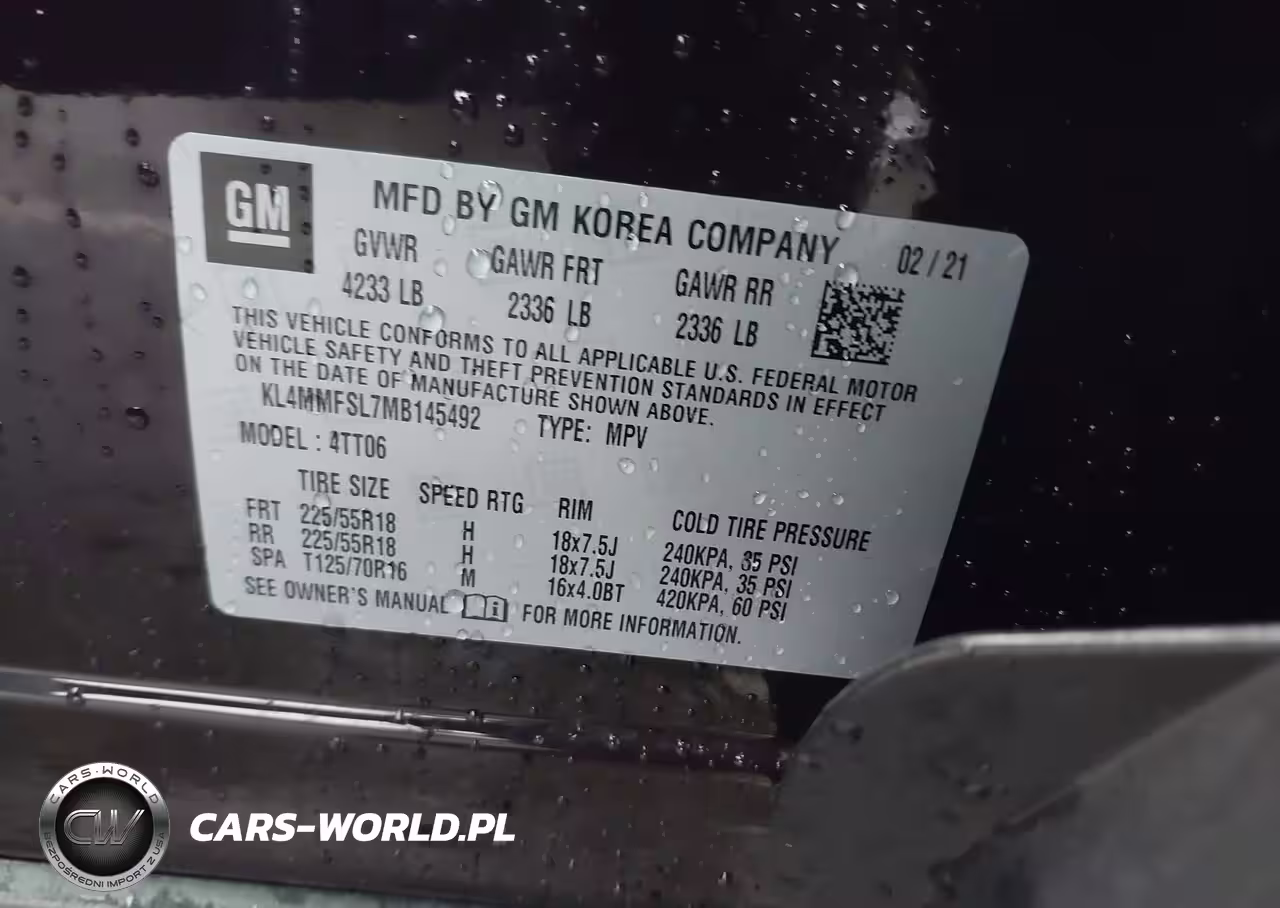 GM
MFD BY GM KOREA COMPANY 02 / 21
GVWR GAWR FRT GAWR RR
4233 LB 2336 LB 2336 LB
THIS VEHICLE CONFORMS TO ALL APPLICABLE U.S. FEDERAL MOTOR
VEHICLE SAFETY AND THEFT PREVENTION STANDARDS IN EFFECT
ON THE DATE OF MANUFACTURE SHOWN ABOVE.
KL4MMFSL7MB145492 TYPE: MPV
MODEL : 4TT06
TIRE SIZE SPEED RTG RIM COLD TIRE PRESSURE
FRT 225/55R18 H 18x7.5J 240KPA, 35 PSI
RR 225/55R18 H 18x7.5J 240KPA, 35 PSI
SPA T125/70R16 M 16x4.0BT 420KPA, 60 PSI
SEE OWNER'S MANUAL i FOR MORE INFORMATION.
CARS-WORLD
CW
BEZPOŚREDNI IMPORT Z USA
CARS-WORLD.PL